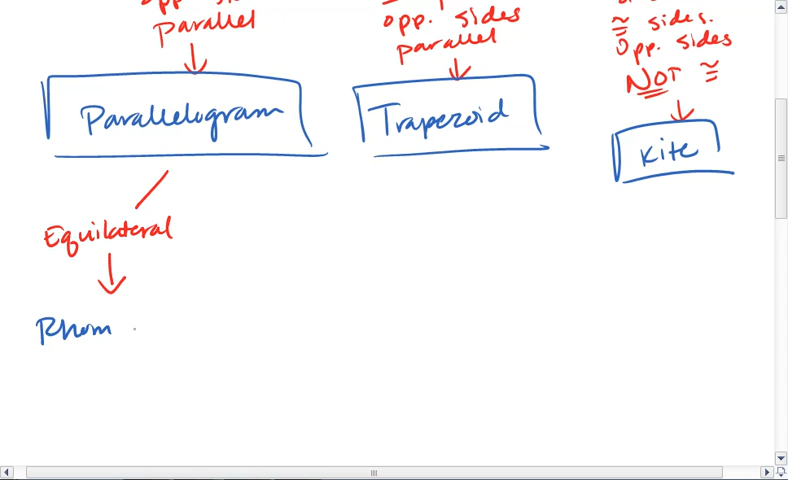 Parallel
Opp. sides
parallel
≅ sides.
Opp. sides
NOT ≅
Parallelogram
Trapezoid
Kite
Equilateral
Rhom